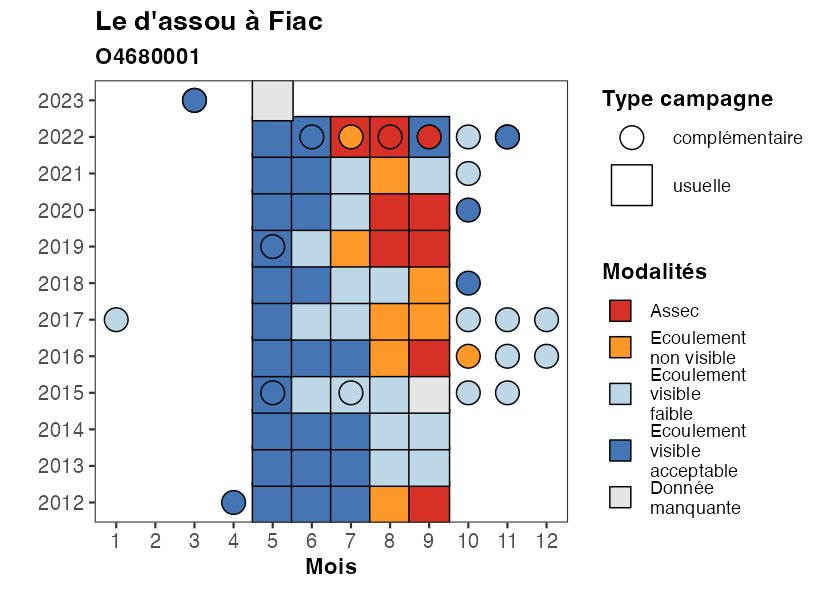 Le d'assou à Fiac
O4680001
2023
2022
2021
2020
2019
2018
2017
2016
2015
2014
2013
2012
1 2 3 4 5 6 7 8 9 10 11 12
Mois
Type campagne
complémentaire
usuelle
Modalités
Assec
Ecoulement
non visible
Ecoulement
visible
faible
Ecoulement
visible
acceptable
Donnée
manquante